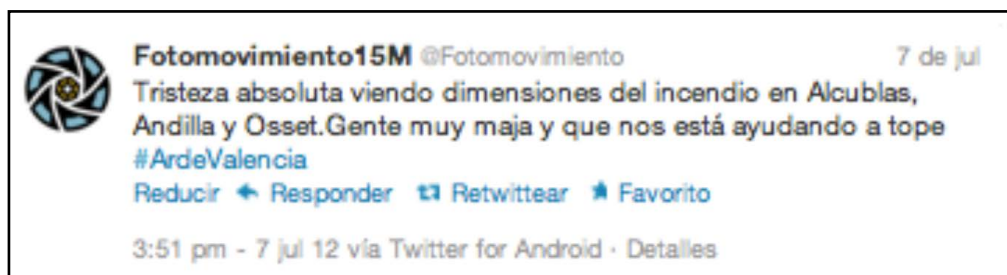 Fotomovimiento15M @Fotomovimiento 7 de jul
Tristeza absoluta viendo dimensiones del incendio en Alcublas,
Andilla y Osset.Gente muy maja y que nos está ayudando a tope
#ArdeValencia
Reducir Responder Retwittear Favorito
3:51 pm - 7 jul 12 vía Twitter for Android · Detalles